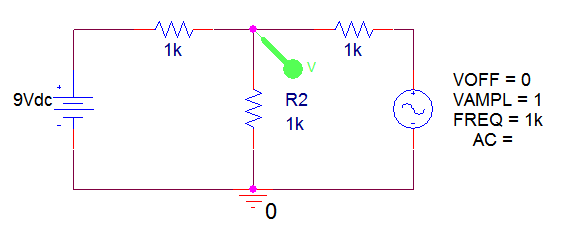 1k
1k
V
9Vdc
R2
1k
VOFF = 0
VAMPL = 1
FREQ = 1k
AC =
0